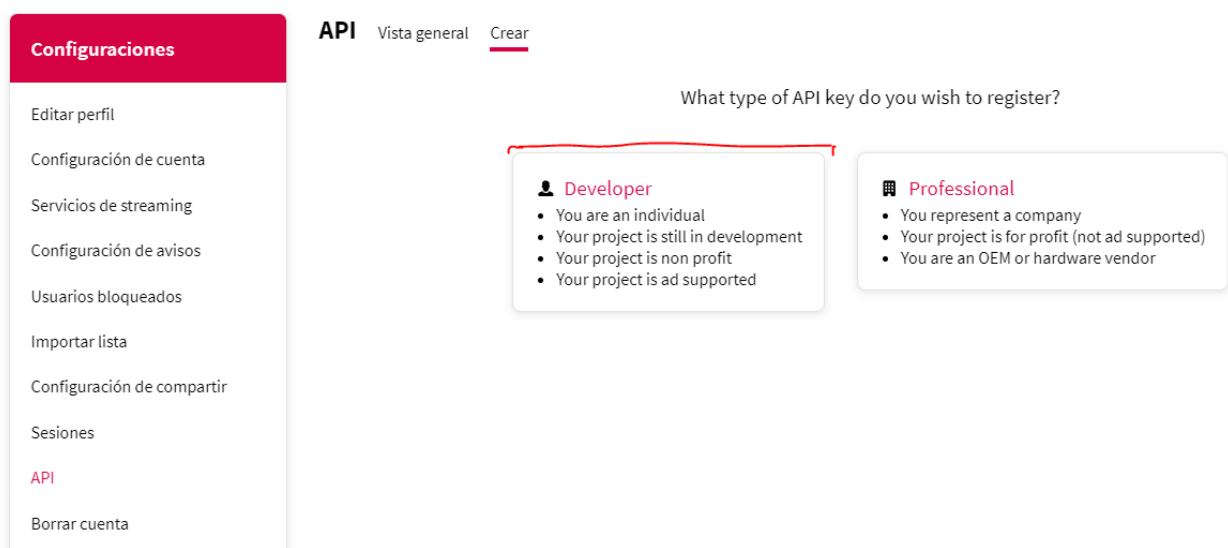 Configuraciones
Editar perfil
Configuración de cuenta
Servicios de streaming
Configuración de avisos
Usuarios bloqueados
Importar lista
Configuración de compartir
Sesiones
API
Borrar cuenta
API Vista general Crear
What type of API key do you wish to register?
Developer
• You are an individual
• Your project is still in development
• Your project is non profit
• Your project is ad supported
Professional
• You represent a company
• Your project is for profit (not ad supported)
• You are an OEM or hardware vendor